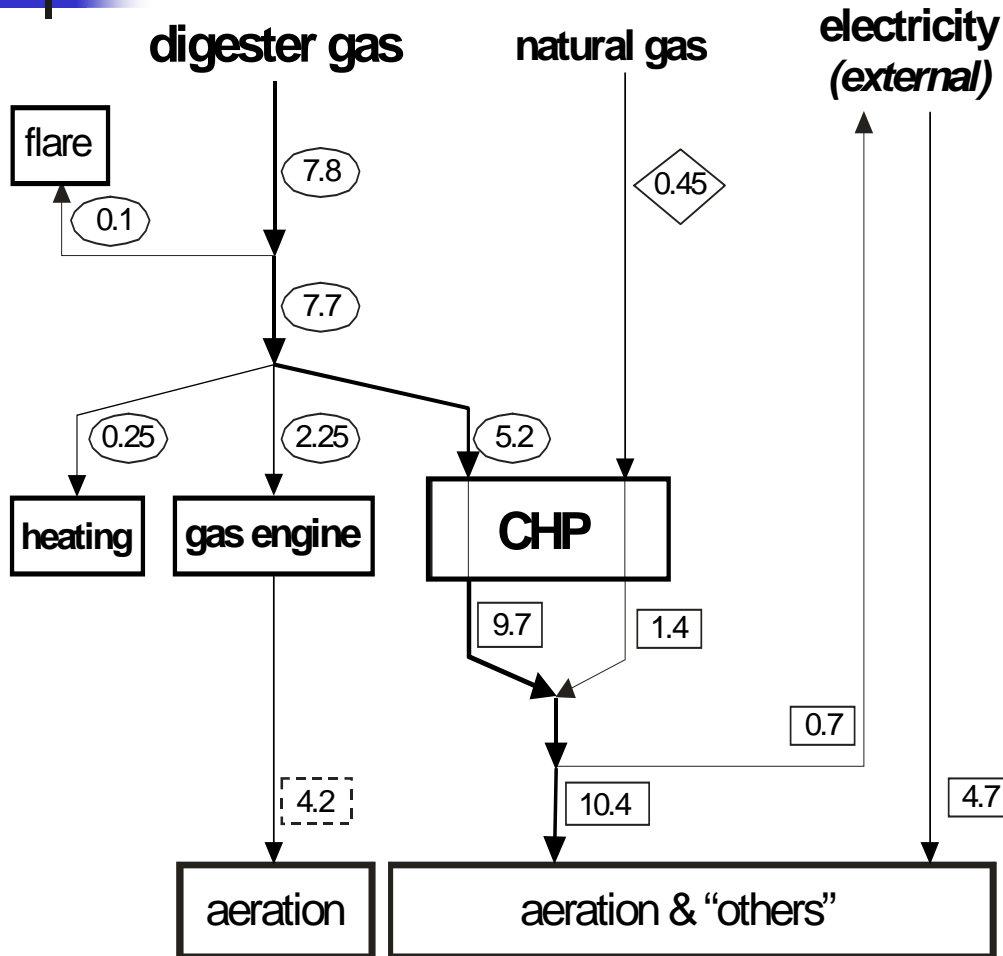 digester gas
natural gas
electricity
(external)
flare
7.8
0.45
0.1
7.7
0.25
2.25
5.2
heating
gas engine
CHP
9.7
1.4
0.7
4.2
10.4
4.7
aeration
aeration & “others”